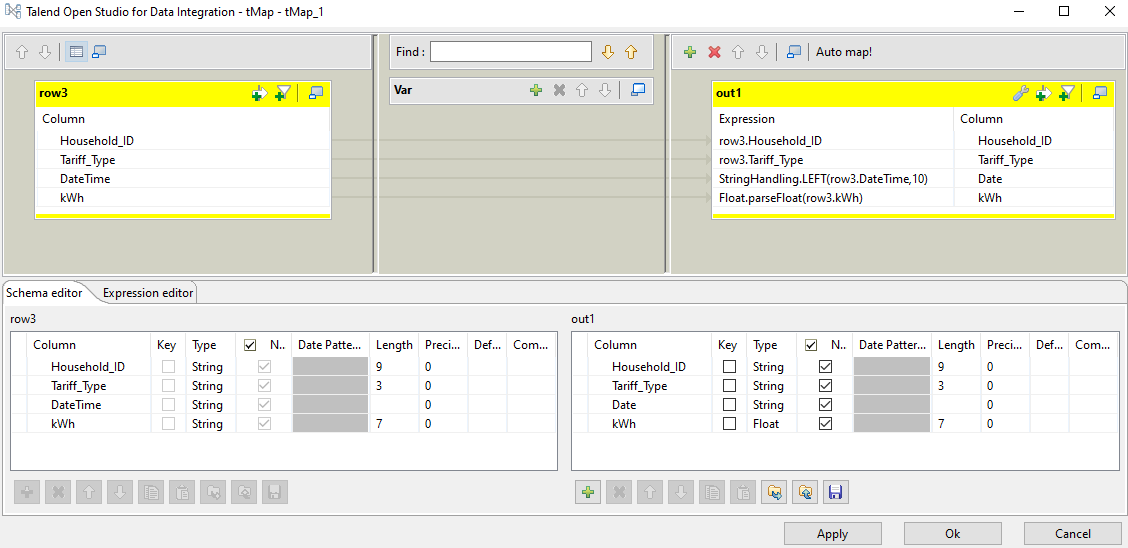 Talend Open Studio for Data Integration - tMap - tMap_1
Find :
Auto map!
row3
Column
Household_ID
Tariff_Type
DateTime
kWh
Var
out1
Expression Column
row3.Household_ID Household_ID
row3.Tariff_Type Tariff_Type
StringHandling.LEFT(row3.DateTime,10) Date
Float.parseFloat(row3.kWh) kWh
Schema editor Expression editor
row3
Column Key Type N.. Date Patte... Length Preci... Def... Com...
Household_ID String 9 0
Tariff_Type String 3 0
DateTime String 0
kWh String 7 0
out1
Column Key Type N.. Date Patter... Length Preci... Def... Com...
Household_ID String 9 0
Tariff_Type String 3 0
Date String 0
kWh Float 7 0
Apply Ok Cancel